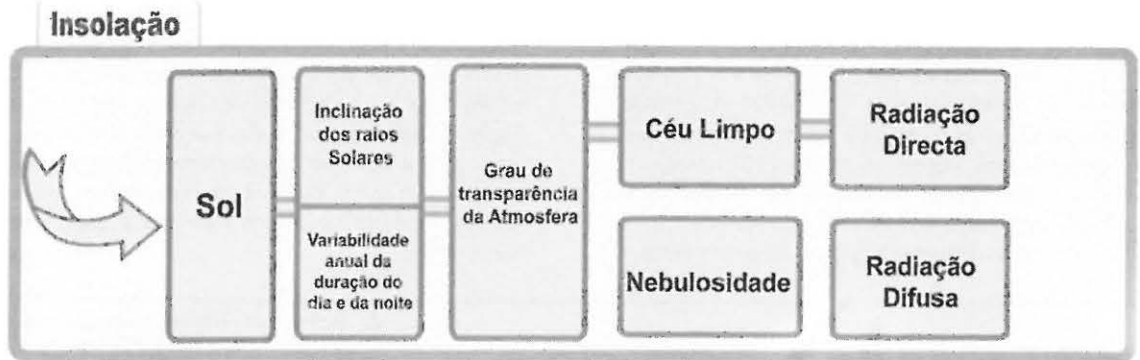 Insolação
Sol
Inclinação
dos raios
Solares
Variabilidade
anual da
duração do
dia e da noite
Grau de
transparência
da Atmosfera
Céu Limpo
Radiação
Directa
Nebulosidade
Radiação
Difusa